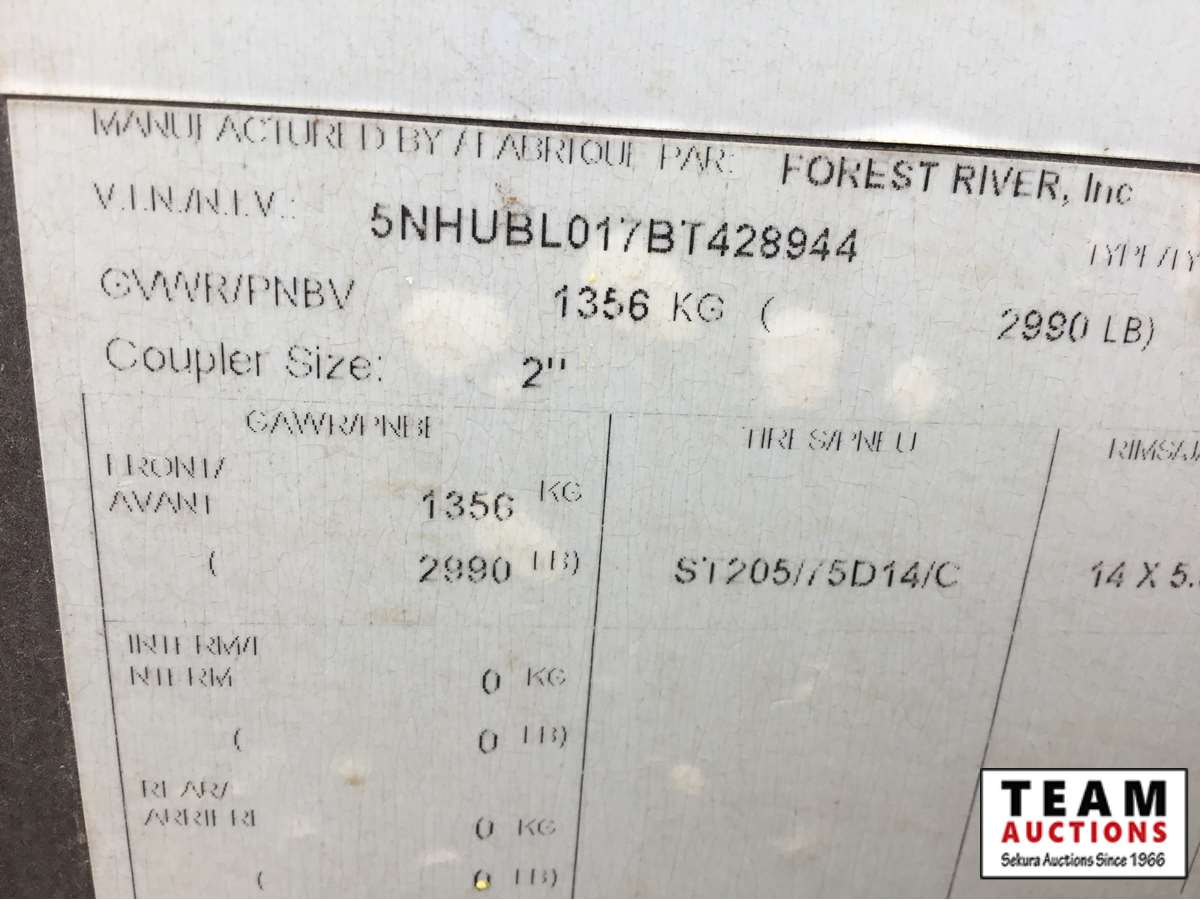 MANUFACTURED BY / FABRIQUE PAR: FOREST RIVER, Inc
V.I.N./N.I.V.: 5NHUBL017BT428944
GVWR/PNBV 1356 KG ( 2990 LB)
Coupler Size: 2"
GAWR/PNBE TIRES/PNEU
FRONT/
AVANT 1356 KG
( 2990 LB) ST205/75D14/C 14 X 5.
INTERM/I
NTERM 0 KG
( 0 LB)
REAR/
ARRIERE 0 KG
( 0 LB)
TEAM
AUCTIONS
Sekura Auctions Since 1966